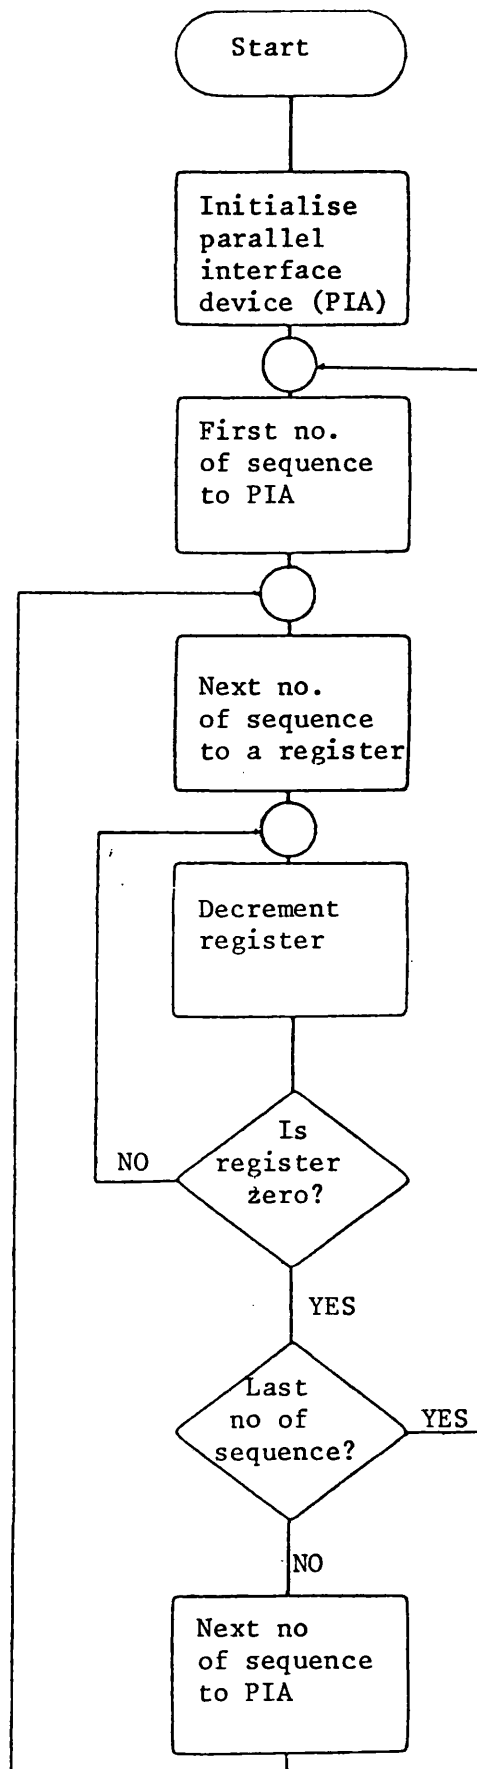 Start
Initialise
parallel
interface
device (PIA)
First no.
of sequence
to PIA
Next no.
of sequence
to a register
Decrement
register
Is
register
zero?
NO
YES
Last
no of
sequence?
YES
NO
Next no
of sequence
to PIA